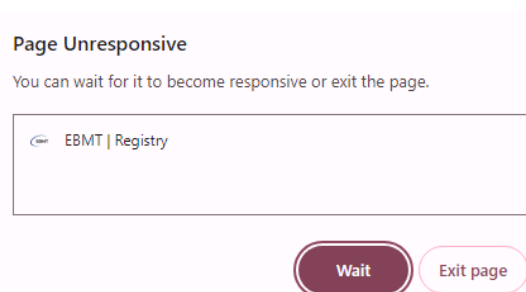 Page Unresponsive
You can wait for it to become responsive or exit the page.
EBMT | Registry
Wait
Exit page